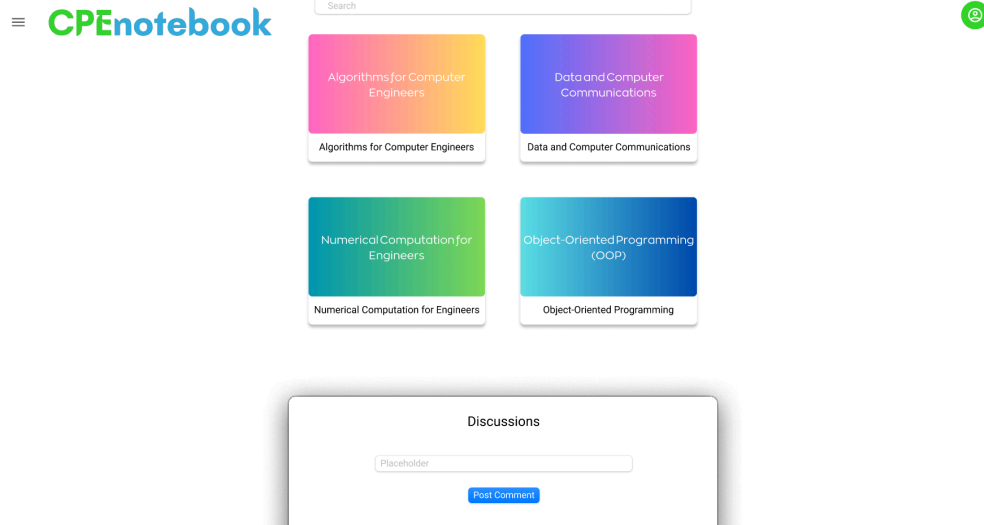 CPEnotebook
Search
Algorithms for Computer
Engineers
Algorithms for Computer Engineers
Data and Computer
Communications
Data and Computer Communications
Numerical Computation for
Engineers
Numerical Computation for Engineers
Object-Oriented Programming
(OOP)
Object-Oriented Programming
Discussions
Placeholder
Post Comment